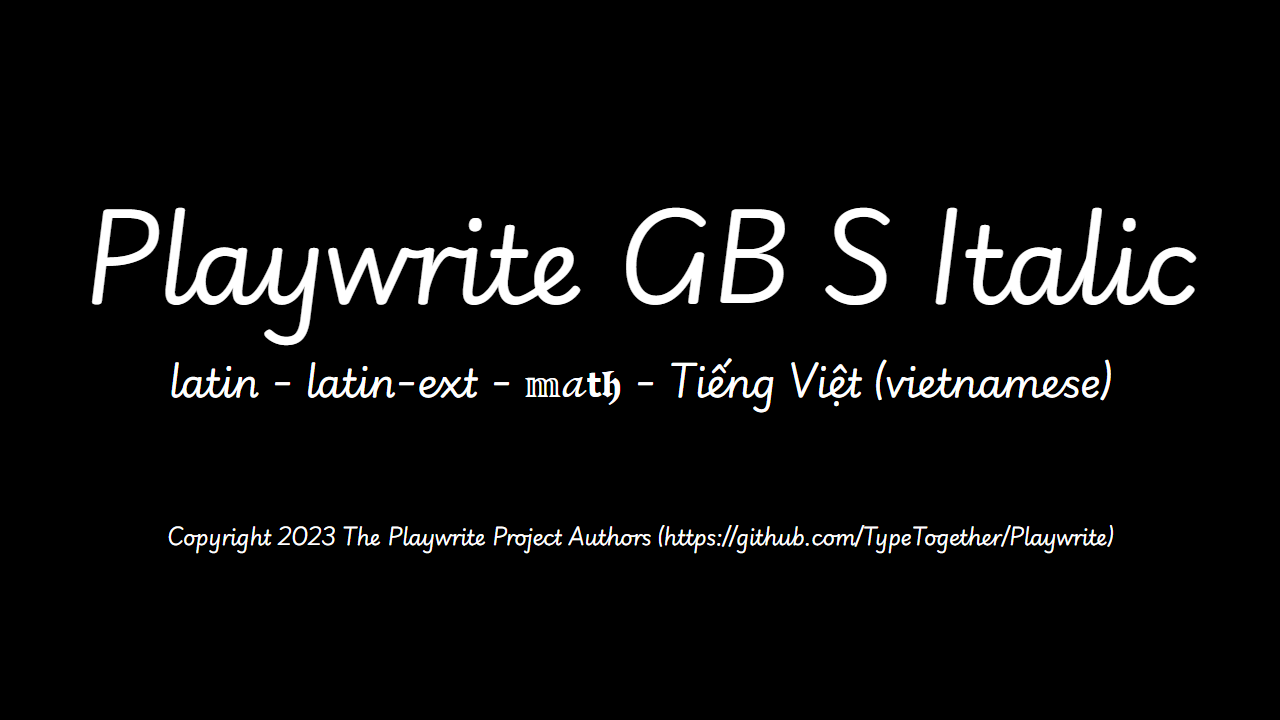 Playwrite GB S Italic
latin - latin-ext - 𝕞𝑎𝐭𝖍 - Tiếng Việt (vietnamese)
Copyright 2023 The Playwrite Project Authors (https://github.com/TypeTogether/Playwrite)